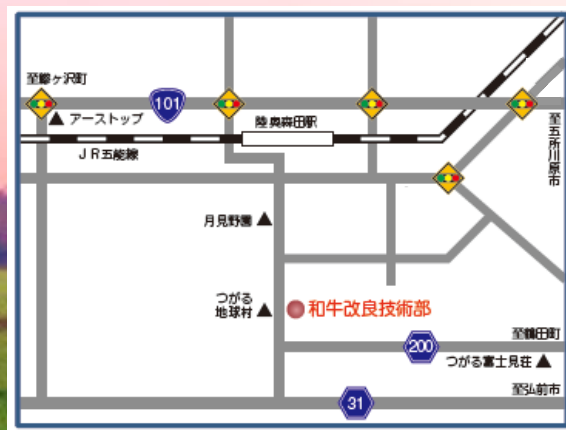 至鰺ヶ沢町
101
アーストップ
陸奥森田駅
至五所川原市
JR五能線
月見野園
つがる
地球村
和牛改良技術部
200
至鶴田町
つがる富士見荘
至弘前市
31